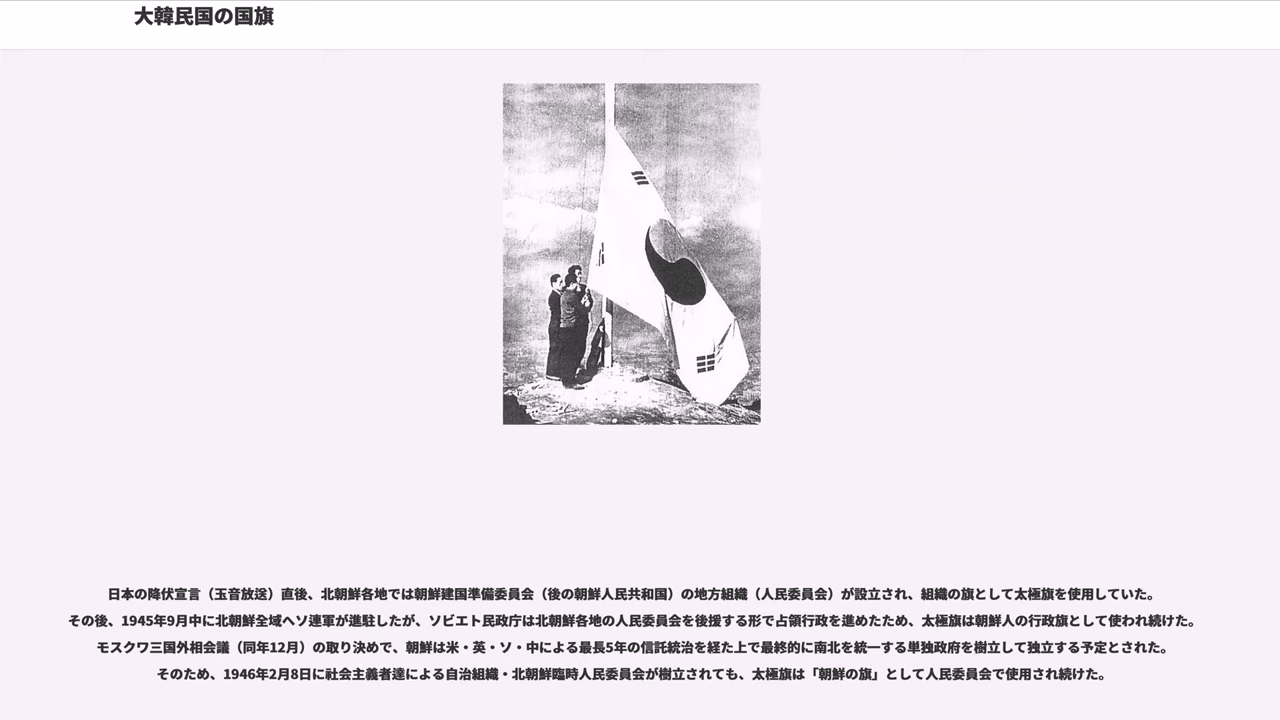 大韓民国の国旗
日本の降伏宣言（玉音放送）直後、北朝鮮各地では朝鮮建国準備委員会（後の朝鮮人民共和国）の地方組織（人民委員会）が設立され、組織の旗として太極旗を使用していた。
その後、1945年9月中に北朝鮮全域へソ連軍が進駐したが、ソビエト民政庁は北朝鮮各地の人民委員会を後援する形で占領行政を進めたため、太極旗は朝鮮人の行政旗として使われ続けた。
モスクワ三国外相会議（同年12月）の取り決めで、朝鮮は米・英・ソ・中による最長5年の信託統治を経た上で最終的に南北を統一する単独政府を樹立して独立する予定とされた。
そのため、1946年2月8日に社会主義者達による自治組織・北朝鮮臨時人民委員会が樹立されても、太極旗は「朝鮮の旗」として人民委員会で使用され続けた。